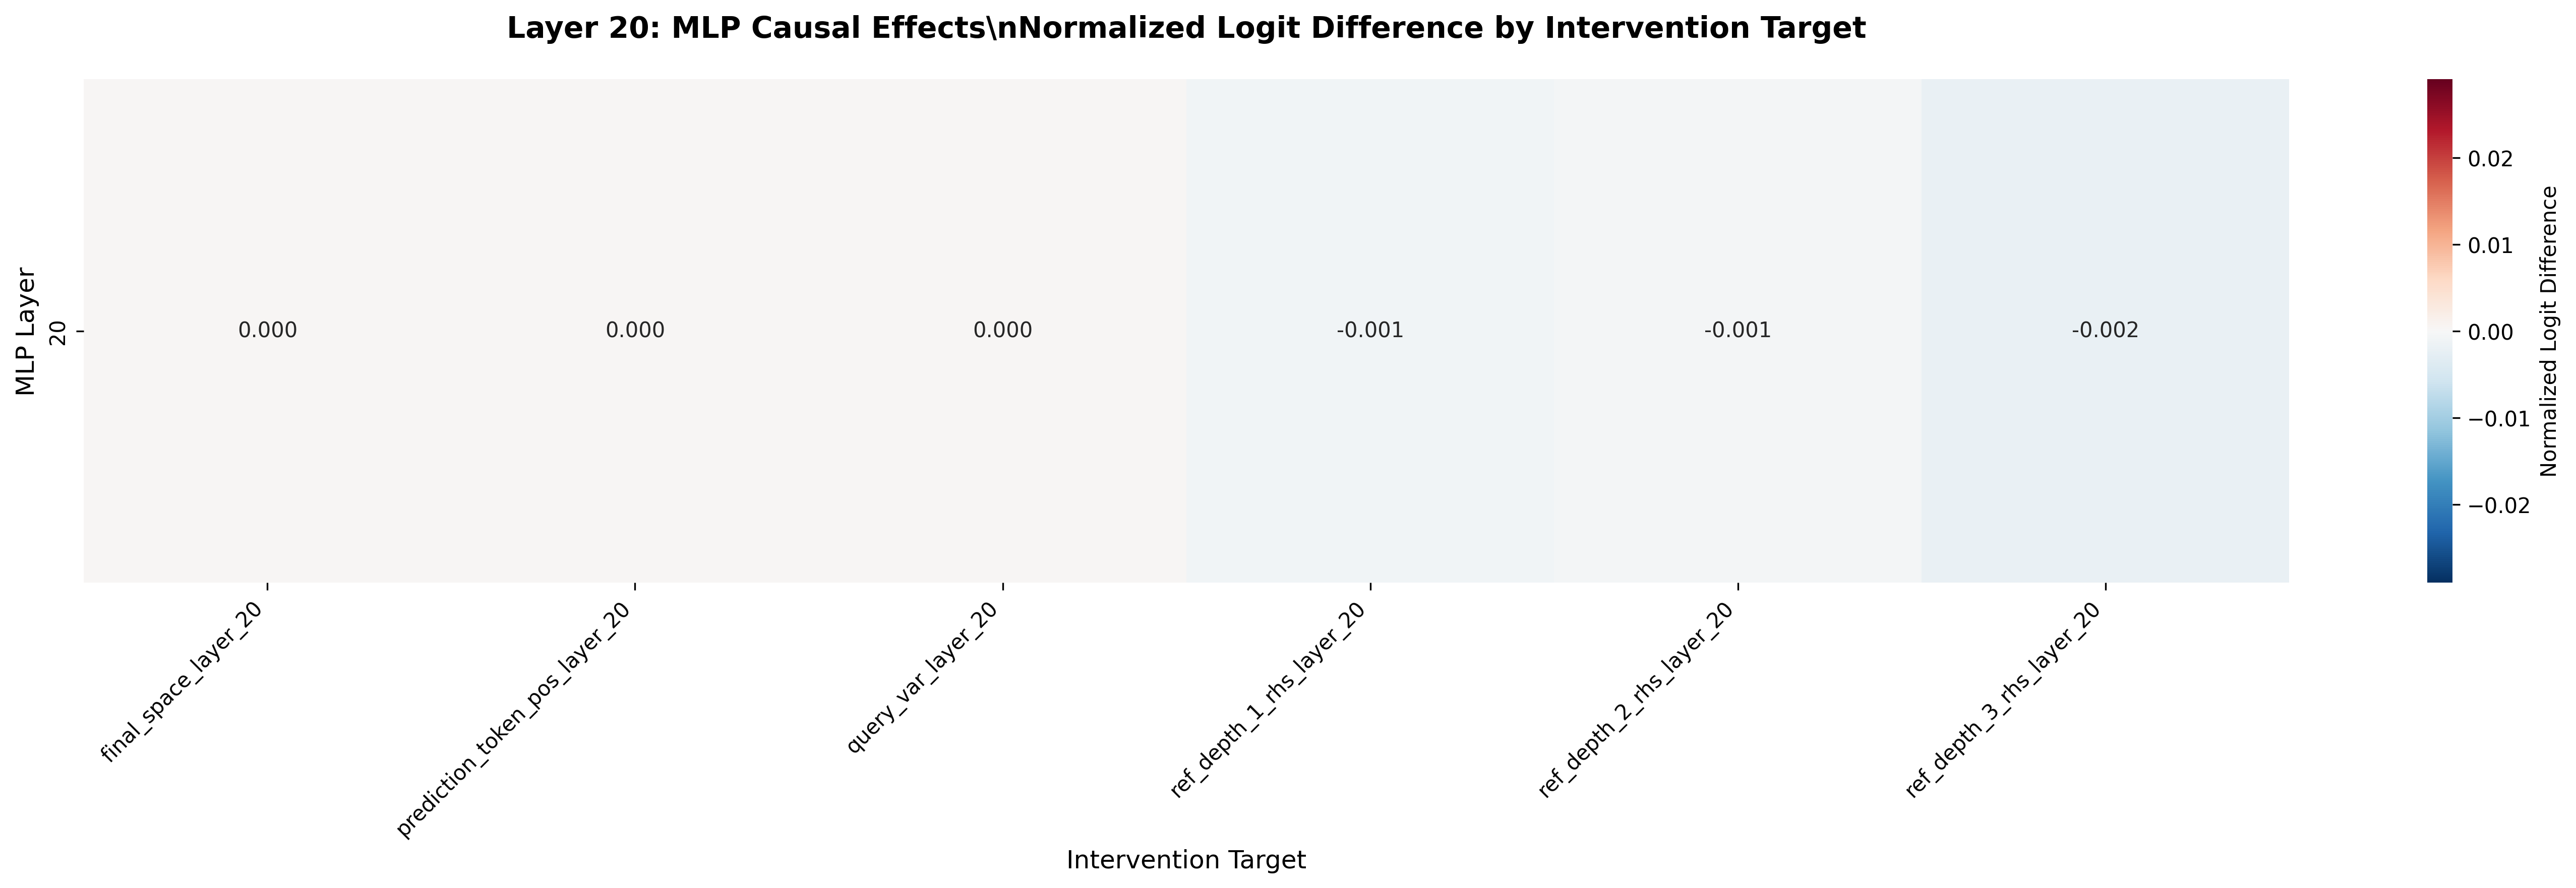 Layer 20: MLP Causal Effects\nNormalized Logit Difference by Intervention Target
MLP Layer
20
0.000
0.000
0.000
-0.001
-0.001
-0.002
final_space_layer_20
prediction_token_pos_layer_20
query_var_layer_20
ref_depth_1_rhs_layer_20
ref_depth_2_rhs_layer_20
ref_depth_3_rhs_layer_20
Intervention Target
0.02
0.01
0.00
−0.01
−0.02
Normalized Logit Difference